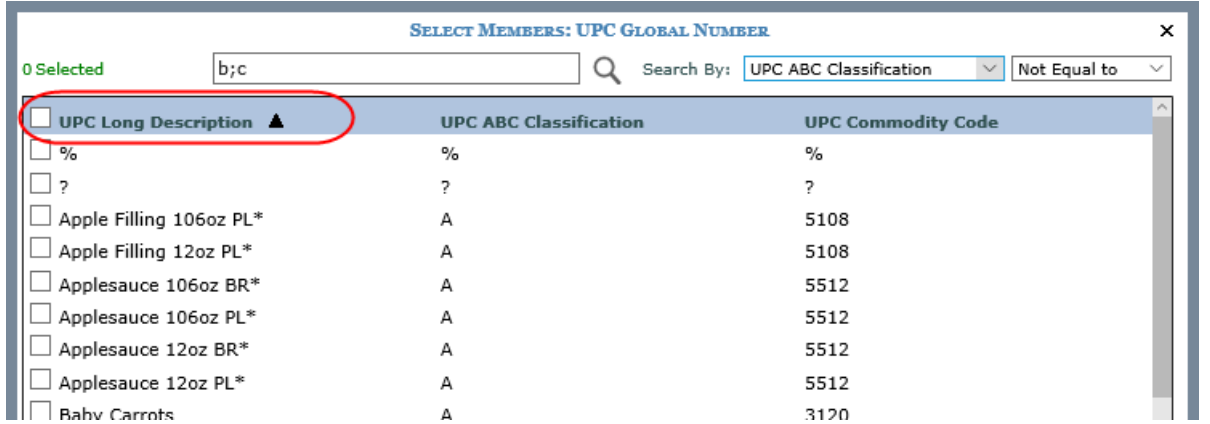 SELECT MEMBERS: UPC GLOBAL NUMBER
0 Selected b;c Search By: UPC ABC Classification Not Equal to
UPC Long Description ▲ UPC ABC Classification UPC Commodity Code
% % %
? ? ?
Apple Filling 106oz PL* A 5108
Apple Filling 12oz PL* A 5108
Applesauce 106oz BR* A 5512
Applesauce 106oz PL* A 5512
Applesauce 12oz BR* A 5512
Applesauce 12oz PL* A 5512
Baby Carrots A 3120